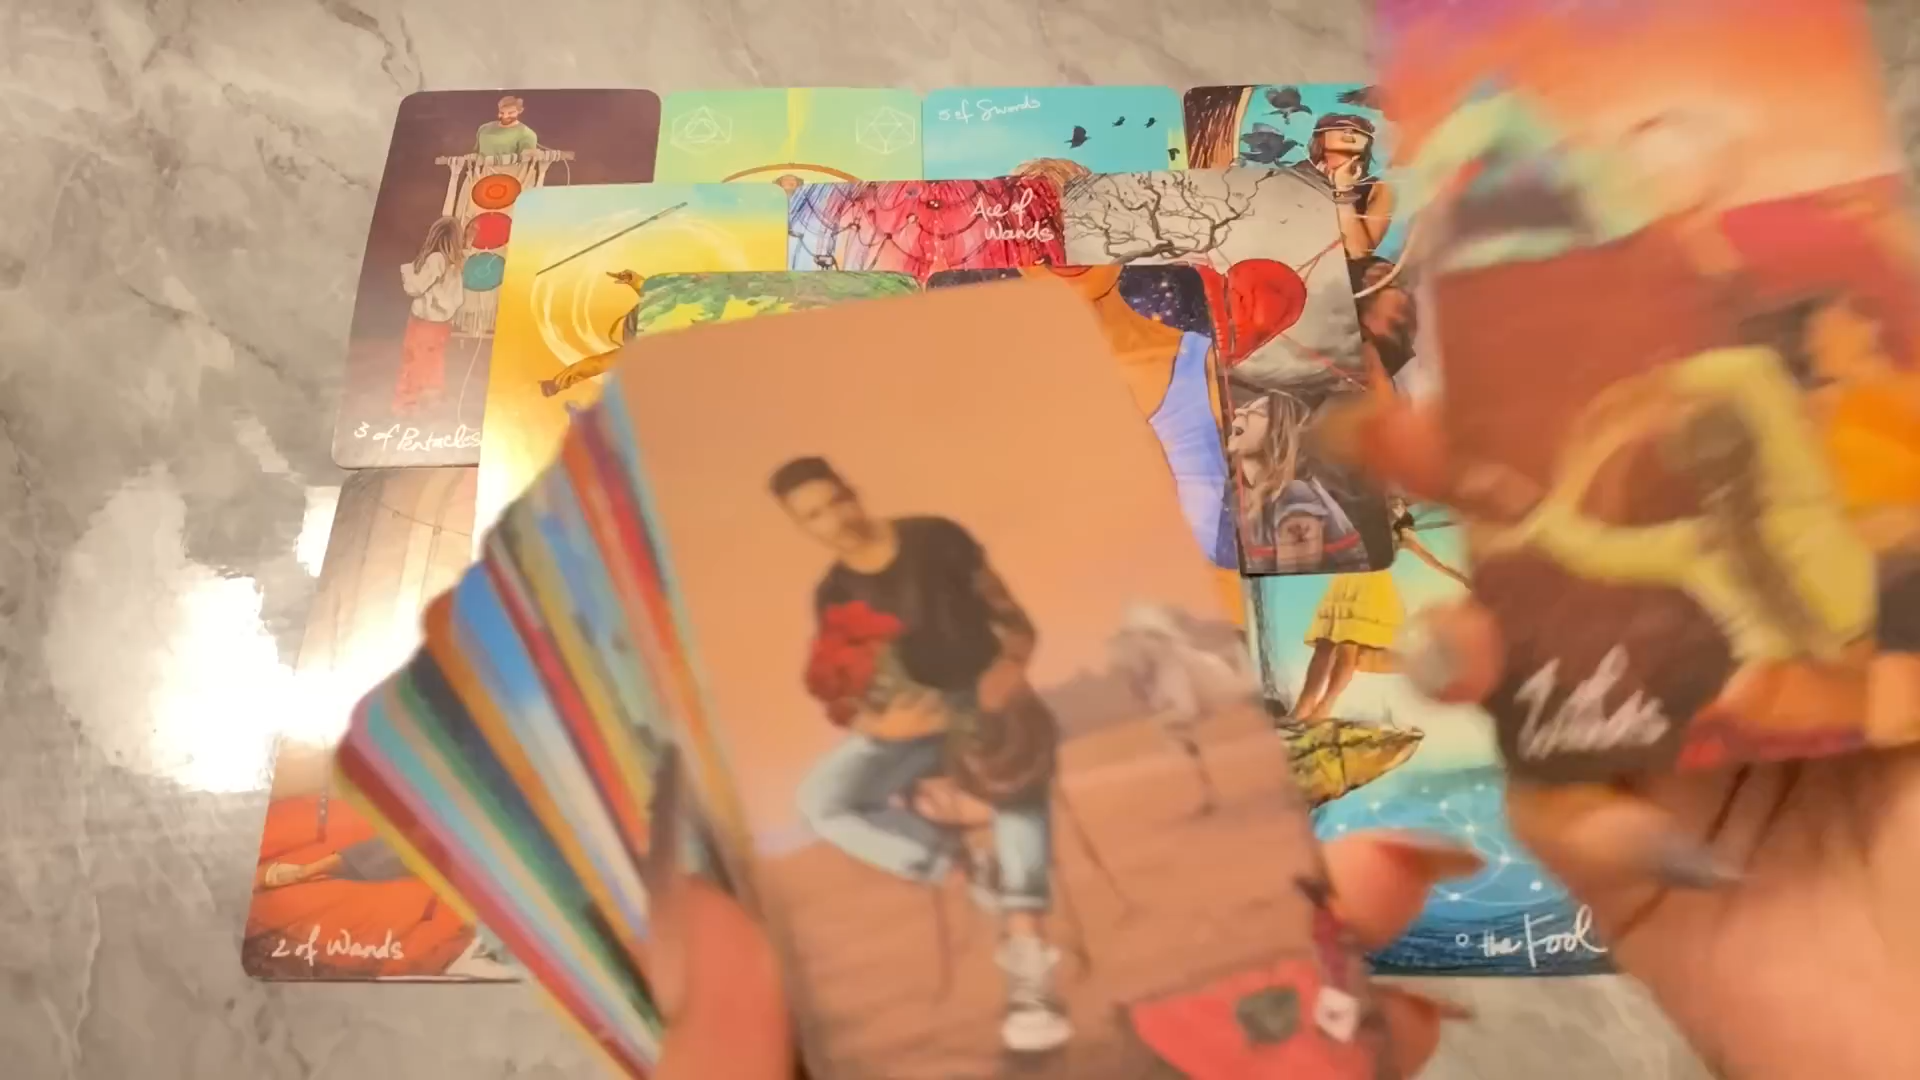 5 of Swords
Ace of
Wands
3 of Pentacles
2 of Wands
0 the Fool